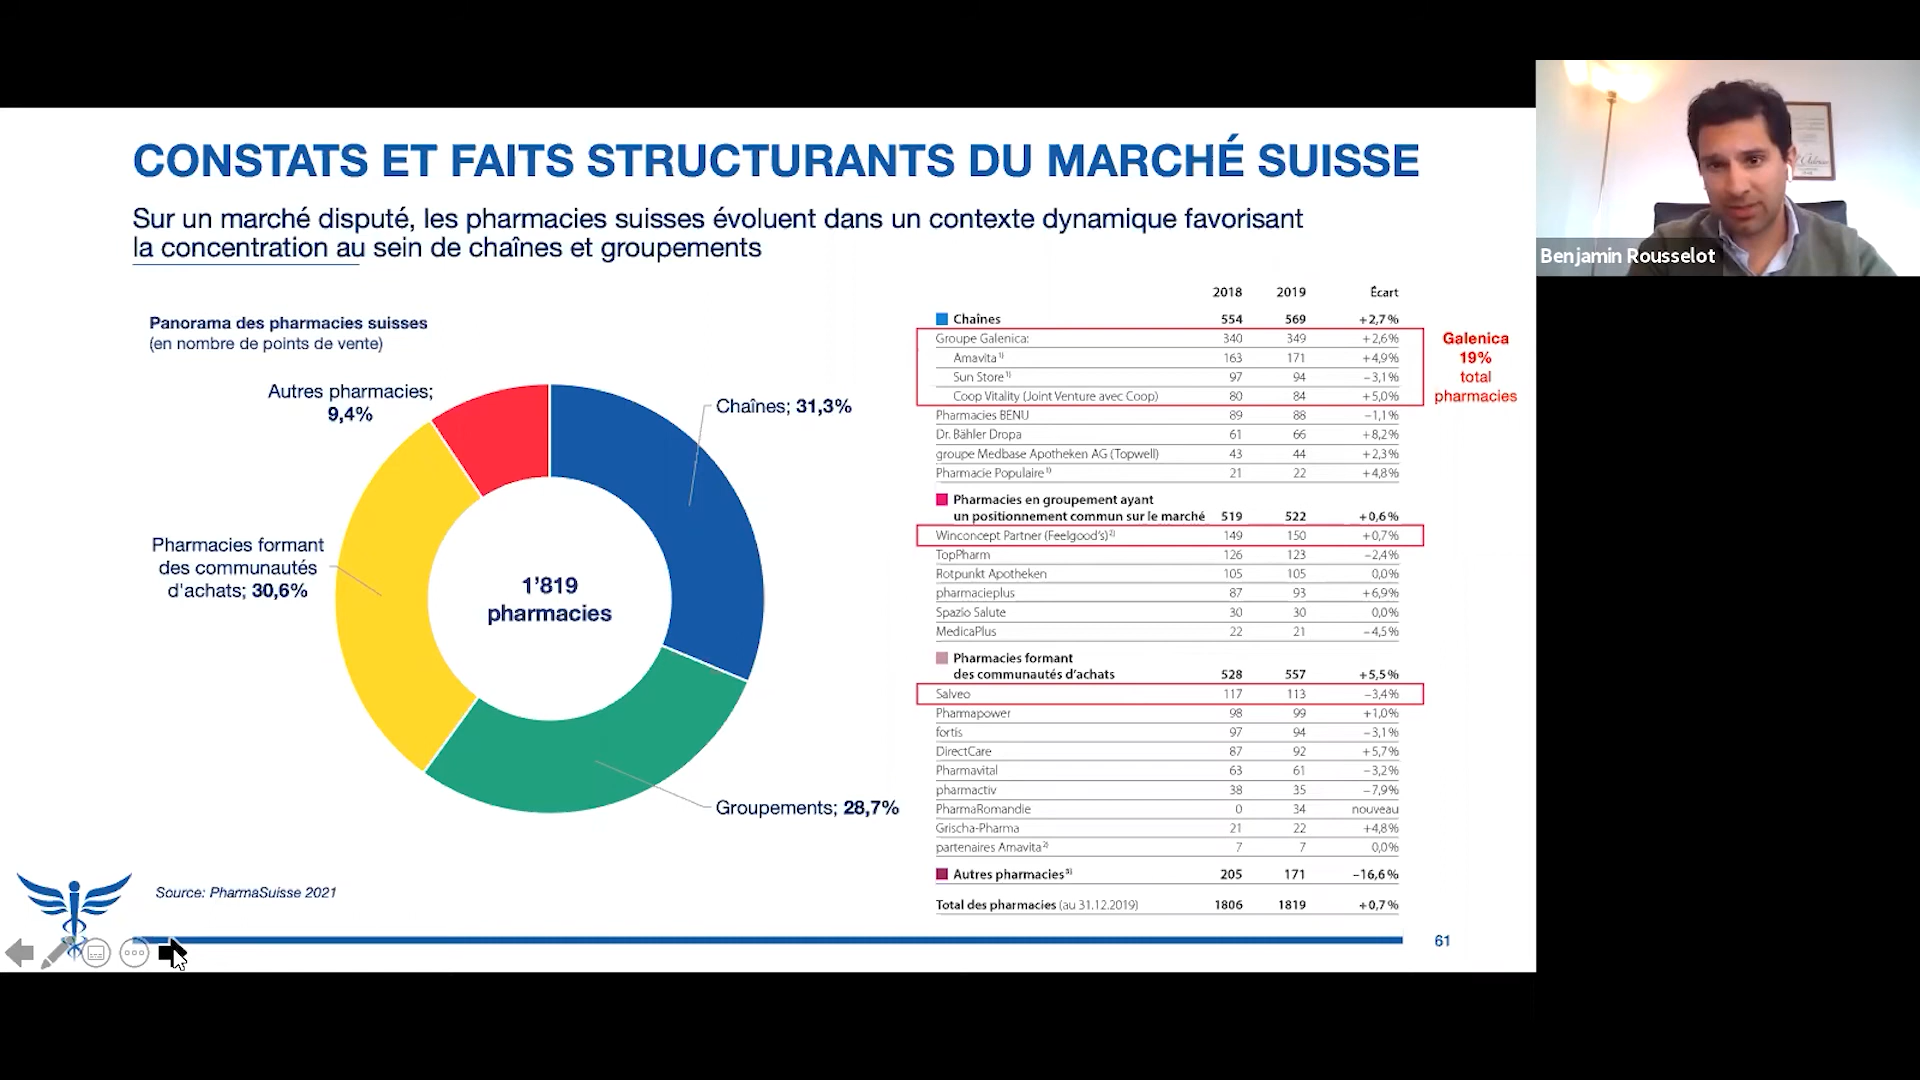 CONSTATS ET FAITS STRUCTURANTS DU MARCHÉ SUISSE
Sur un marché disputé, les pharmacies suisses évoluent dans un contexte dynamique favorisant
la concentration au sein de chaînes et groupements
Benjamin Rousselot
Panorama des pharmacies suisses
(en nombre de points de vente)
Autres pharmacies;
9,4%
Chaînes; 31,3%
Pharmacies formant
des communautés
d'achats; 30,6%
1’819
pharmacies
Groupements; 28,7%
2018 2019 Écart
Chaînes 554 569 +2,7%
Groupe Galenica: 340 349 +2,6%
Amavita 1) 163 171 +4,9%
Sun Store 1) 97 94 –3,1%
Coop Vitality (Joint Venture avec Coop) 80 84 +5,0%
Pharmacies BENU 89 88 –1,1%
Dr. Bähler Dropa 61 66 +8,2%
groupe Medbase Apotheken AG (Topwell) 43 44 +2,3%
Pharmacie Populaire 1) 21 22 +4,8%
Galenica
19%
total
pharmacies
Pharmacies en groupement ayant
un positionnement commun sur le marché 519 522 +0,6%
Winconcept Partner (Feelgood’s) 2) 149 150 +0,7%
TopPharm 126 123 –2,4%
Rotpunkt Apotheken 105 105 0,0%
pharmacieplus 87 93 +6,9%
Spazio Salute 30 30 0,0%
MedicaPlus 22 21 –4,5%
Pharmacies formant
des communautés d’achats 528 557 +5,5%
Salveo 117 113 –3,4%
Pharmapower 98 99 +1,0%
fortis 97 94 –3,1%
DirectCare 87 92 +5,7%
Pharmavital 63 61 –3,2%
pharmactiv 38 35 –7,9%
PharmaRomandie 0 34 nouveau
Grischa-Pharma 21 22 +4,8%
partenaires Amavita 2) 7 7 0,0%
Autres pharmacies 3) 205 171 –16,6%
Total des pharmacies (au 31.12.2019) 1806 1819 +0,7%
Source: PharmaSuisse 2021
61